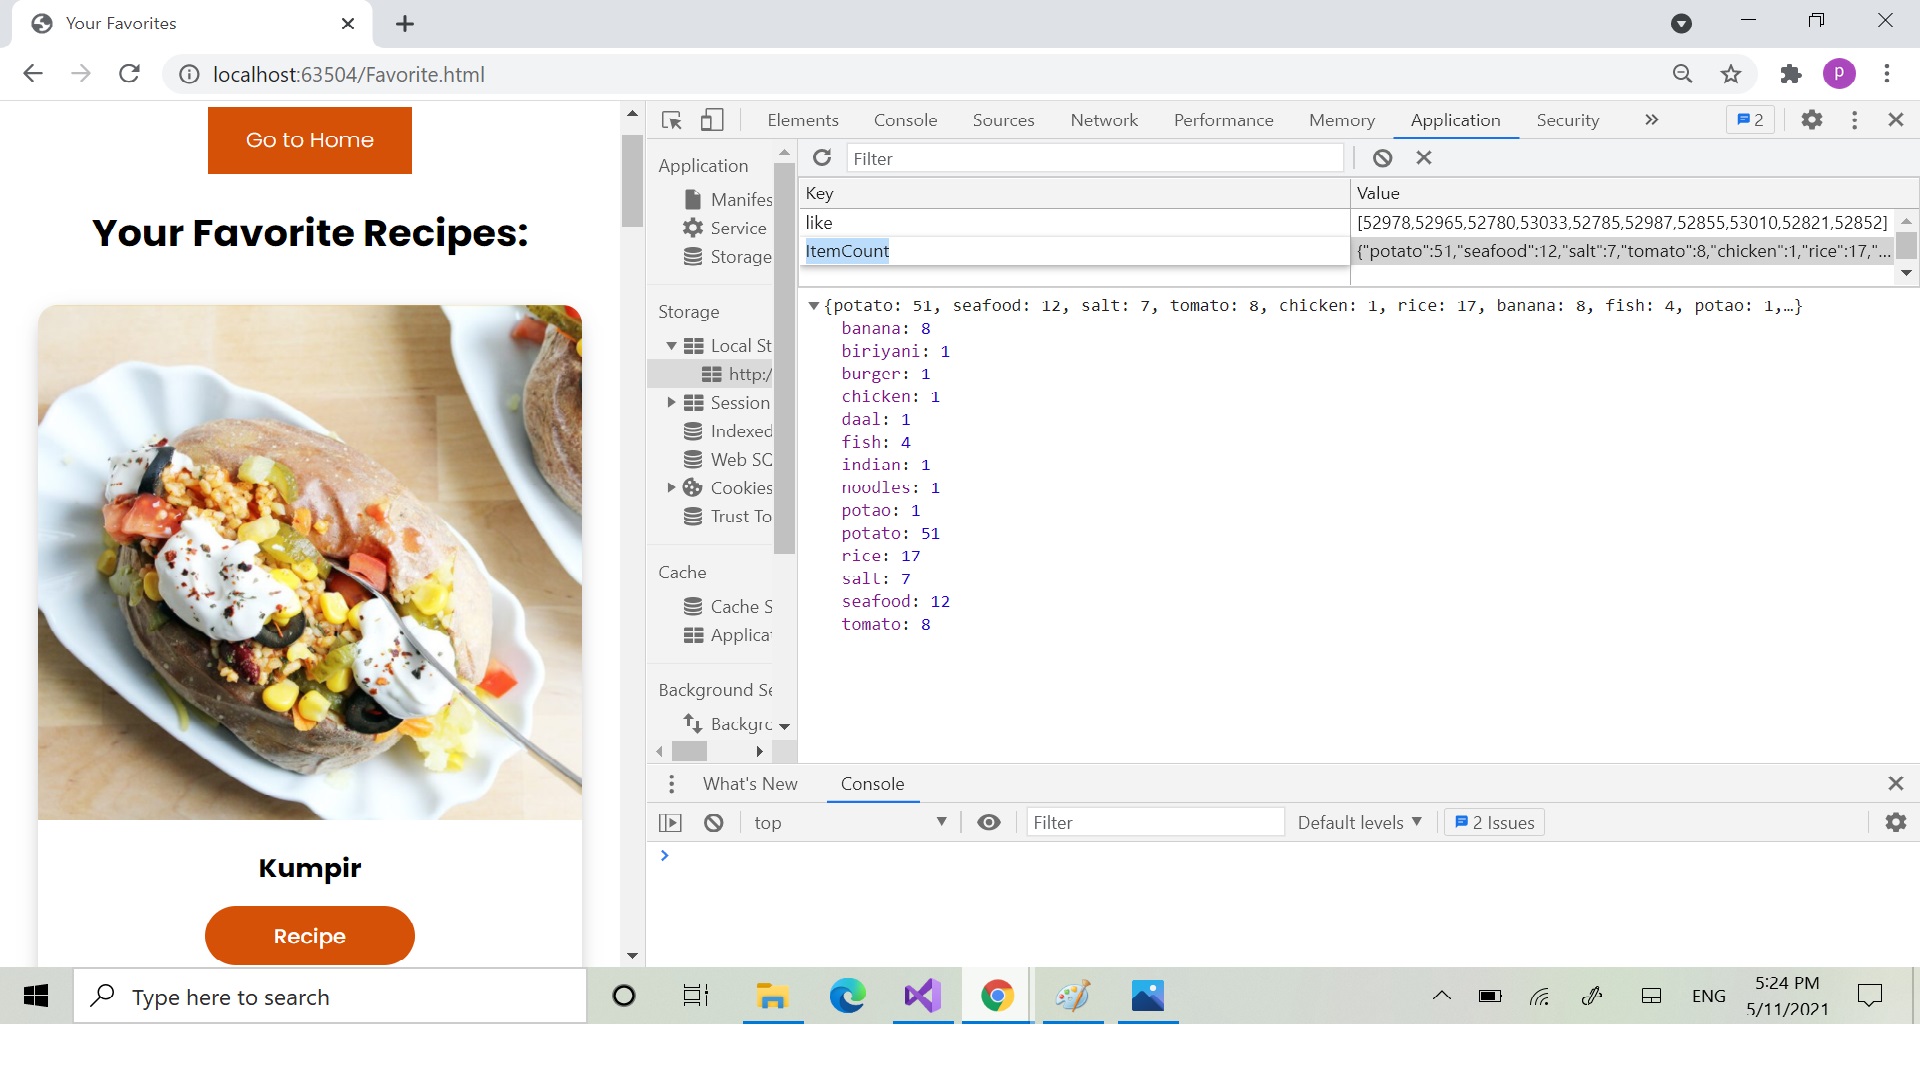 Your Favorites
localhost:63504/Favorite.html
p
Go to Home
Your Favorite Recipes:
Kumpir
Recipe
Elements Console Sources Network Performance Memory Application Security 2
Application
Manifes
Service
Storage
Storage
Local St
http:/
Session
Indexed
Web SQ
Cookies
Trust To
Cache
Cache S
Applica
Background Se
Backgro
Filter
Key Value
like [52978,52965,52780,53033,52785,52987,52855,53010,52821,52852]
ItemCount {"potato":51,"seafood":12,"salt":7,"tomato":8,"chicken":1,"rice":17,"...
{potato: 51, seafood: 12, salt: 7, tomato: 8, chicken: 1, rice: 17, banana: 8, fish: 4, potao: 1,…}
banana: 8
biriyani: 1
burger: 1
chicken: 1
daal: 1
fish: 4
indian: 1
noodles: 1
potao: 1
potato: 51
rice: 17
salt: 7
seafood: 12
tomato: 8
What's New Console
top Filter Default levels 2 Issues
Type here to search
ENG
5:24 PM
5/11/2021